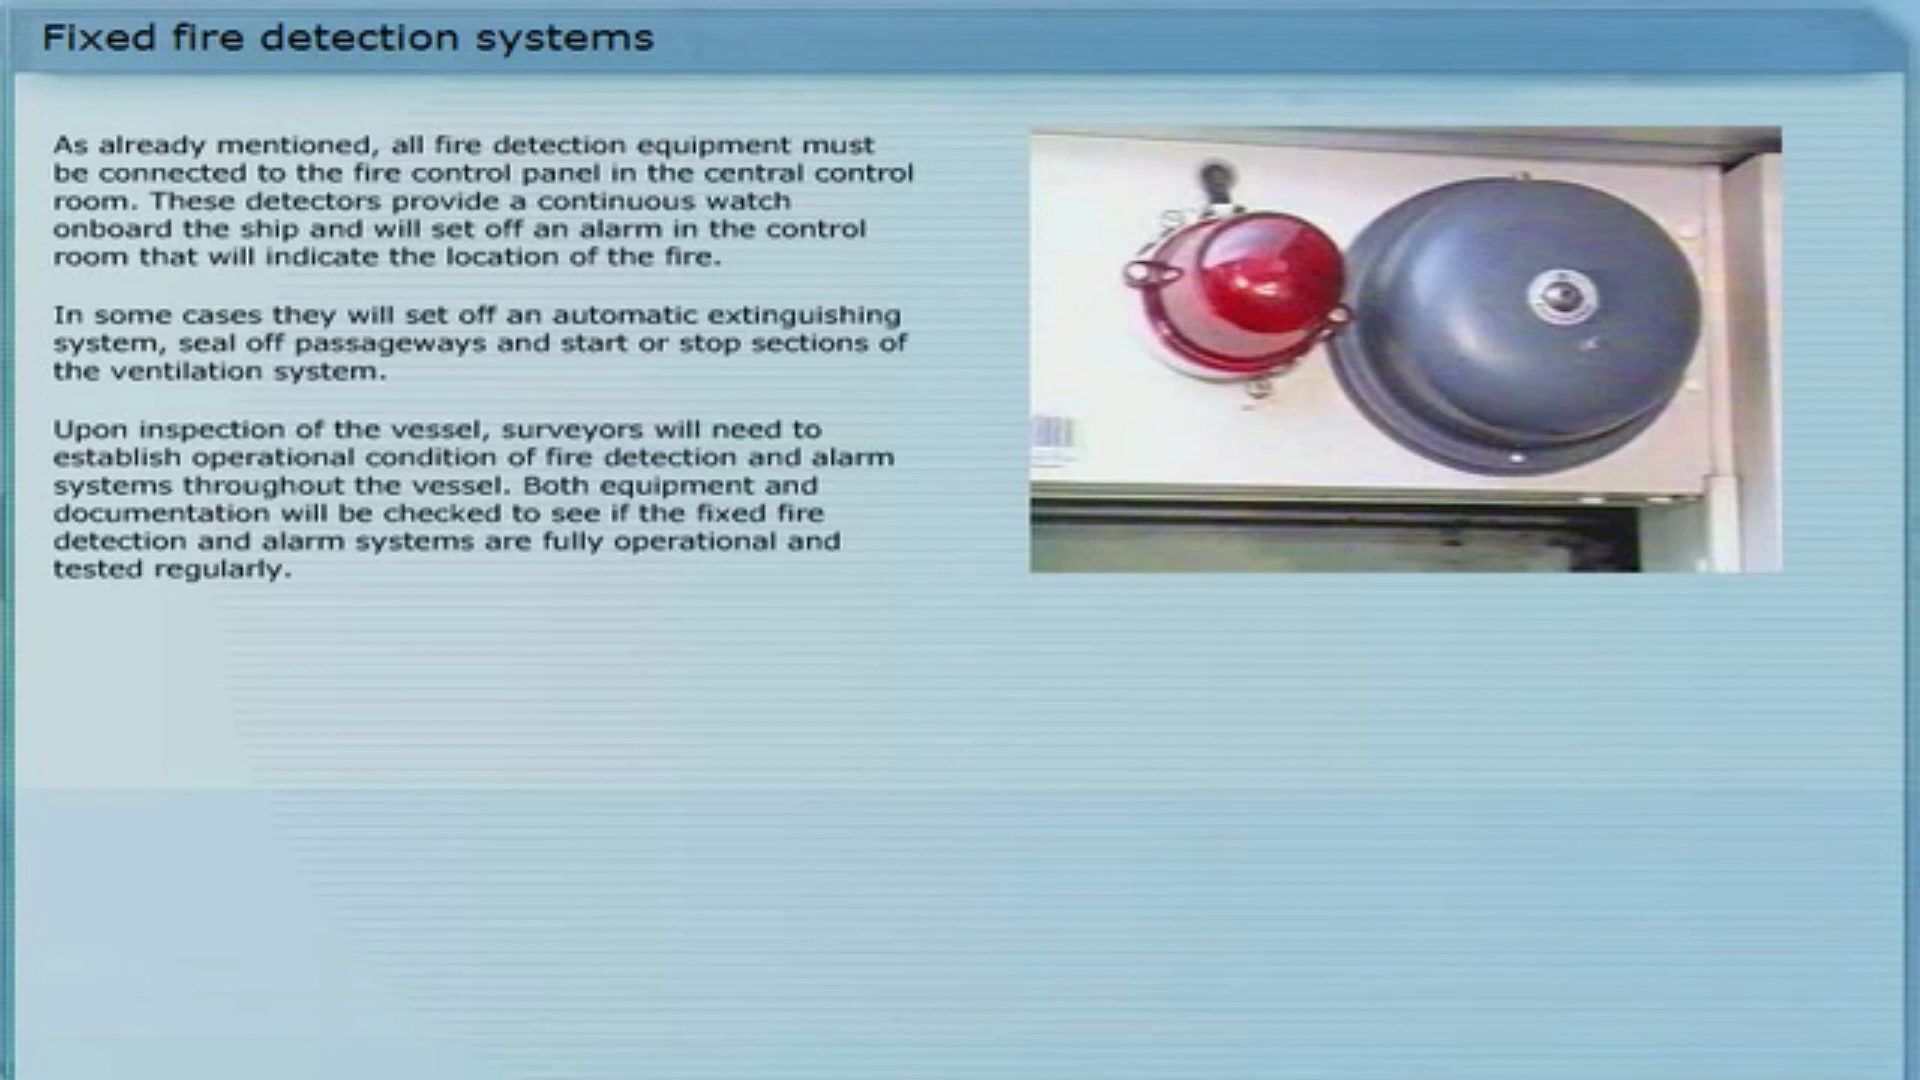 Fixed fire detection systems
As already mentioned, all fire detection equipment must
be connected to the fire control panel in the central control
room. These detectors provide a continuous watch
onboard the ship and will set off an alarm in the control
room that will indicate the location of the fire.
In some cases they will set off an automatic extinguishing
system, seal off passageways and start or stop sections of
the ventilation system.
Upon inspection of the vessel, surveyors will need to
establish operational condition of fire detection and alarm
systems throughout the vessel. Both equipment and
documentation will be checked to see if the fixed fire
detection and alarm systems are fully operational and
tested regularly.